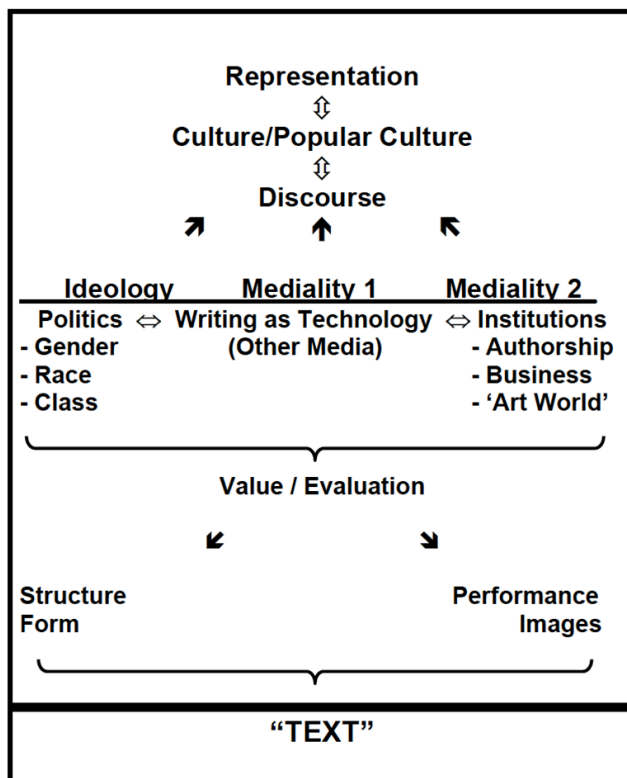 Representation
⇳
Culture/Popular Culture
⇳
Discourse
🡽 🡹 🡼
Ideology Mediality 1 Mediality 2
Politics ⇔ Writing as Technology ⇔ Institutions
- Gender (Other Media) - Authorship
- Race - Business
- Class - ‘Art World’
Value / Evaluation
🡿 🡾
Structure Performance
Form Images
“TEXT”